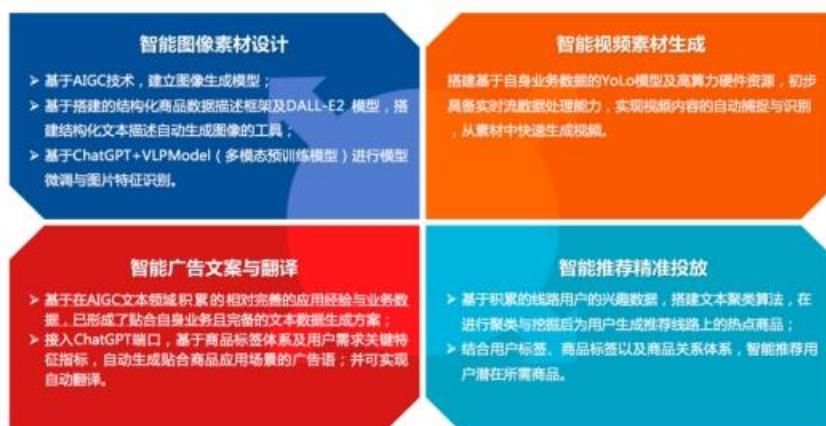 智能图像素材设计
➢ 基于AIGC技术，建立图像生成模型；
➢ 基于搭建的结构化商品数据描述框架及DALL-E2 模型，搭
建结构化文本描述自动生成图像的工具；
➢ 基于ChatGPT+VLPModel（多模态预训练模型）进行模型
微调与图片特征识别。
智能视频素材生成
搭建基于自身业务数据的YoLo模型及高算力硬件资源，初步
具备实时流数据处理能力，实现视频内容的自动捕捉与识别
，从素材中快速生成视频。
智能广告文案与翻译
➢ 基于在AIGC文本领域积累的相对完善的应用经验与业务数
据，已形成了贴合自身业务且完备的文本数据生成方案；
➢ 接入ChatGPT端口，基于商品标签体系及用户需求关键特
征指标，自动生成贴合商品应用场景的广告语；并可实现
自动翻译。
智能推荐精准投放
➢ 基于积累的线路用户的兴趣数据，搭建文本聚类算法，在
进行聚类与挖掘后为用户生成推荐线路上的热点商品；
➢ 结合用户标签、商品标签以及商品关系体系，智能推荐用
户潜在所需商品。